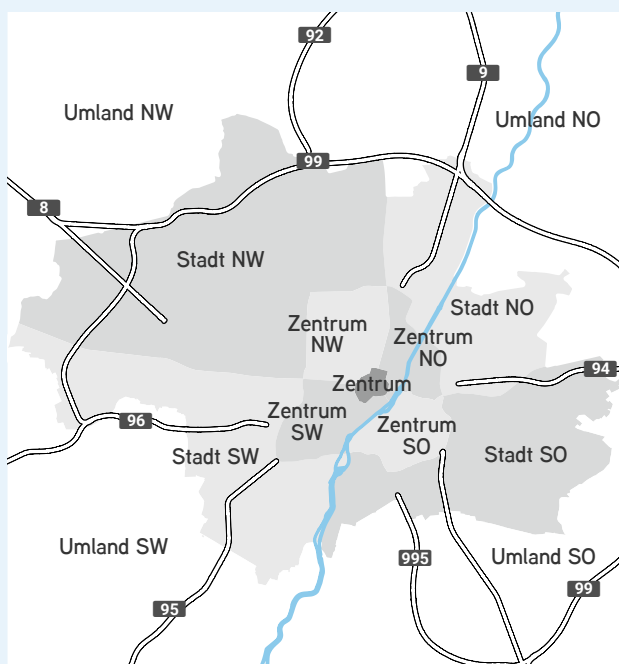 92
9
Umland NW
Umland NO
99
8
Stadt NW
Stadt NO
Zentrum
NW
Zentrum
NO
94
Zentrum
Zentrum
SW
Zentrum
SO
96
Stadt SW
Stadt SO
Umland SW
995
Umland SO
99
95